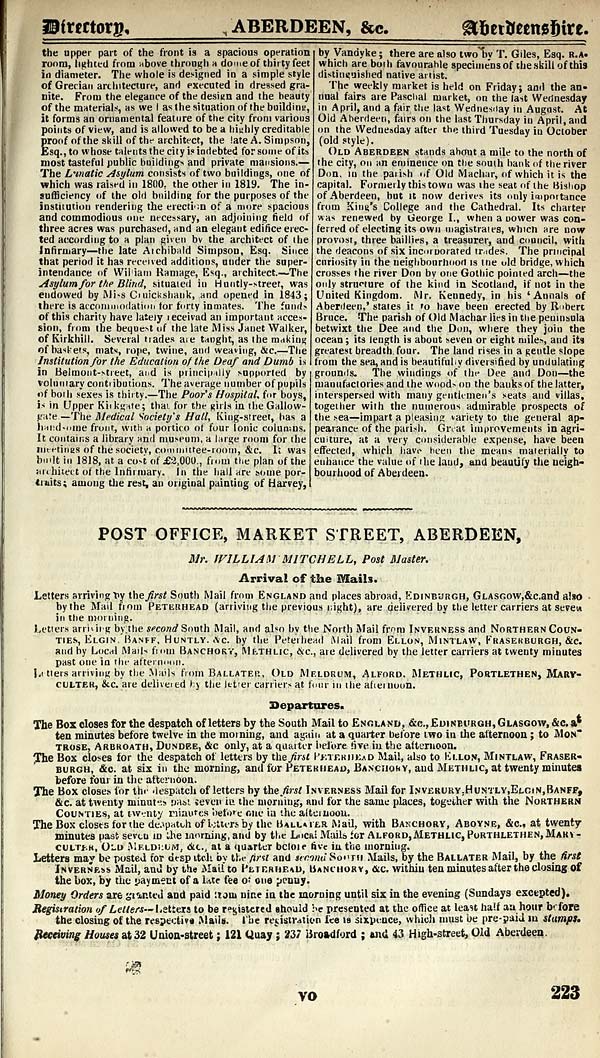 Directory. ABERDEEN, &c. Aberdeenshire.
the upper part of the front is a spacious operation
room, lighted from above through a dome of thirty feet
in diameter. The whole is designed in a simple style
of Grecian architecture, and executed in dressed gra-
nite. From the elegance of the design and the beauty
of the materials, as well as the situation of the building,
it forms an ornamental feature of the city from various
points of view, and is allowed to be a highly creditable
proof of the skill of the architect, the late A. Simpson,
Esq., to whose talents the city is indebted for some of its
most tasteful public buildings and private mansions.—
The Lunatic Asylum consists of two buildings, one of
which was raised in 1800, the other in 1819. The in-
sufficiency of the old building for the purposes of the
institution rendering the erection of a more spacious
and commodious one necessary, an adjoining field of
three acres was purchased, and an elegant edifice erec-
ted according to a plan given by the architect of the
Infirmary—the late Archibald Simpson, Esq. Since
that period it has received additions, under the super-
intendance of William Ramage, Esq., architect.—The
Asylum for the Blind, situated in Huntly-street, was
endowed by Miss Cruickshank, and opened in 1843;
there is accommodation for forty inmates. The funds
of this charity have lately received an important acces-
sion, from the bequest of the late Miss Janet Walker,
of Kirkhill. Several trades are taught, as the making
of baskets, mats, rope, twine, and weaving, &c.—The
Institution for the Education of the Deaf and Dumb is
in Belmont-street, and is principally supported by
voluntary contributions. The average number of pupils
of both sexes is thirty.—The Poor's Hospital, for boys,
is in Upper Kirkgate; that for the girls in the Gallow-
gate—The Medical Society's Hall, King-street, has a
handsome front, with a portico of four Ionic columns.
It contains a library and museum, a large room for the
meetings of the society, committee-room, &c. It was
built in 1818, at a cost of £2,000., from the plan of the
architect of the Infirmary. In the hall are some por-
traits; among the rest, an original painting of Harvey,
by Vandyke; there are also two by T. Giles, Esq. R.A.
which are both favourable specimens of the skill of this
distinguished native artist.
The weekly market is held on Friday; and the an-
nual fairs are Paschal market, on the last Wednesday
in April, and a fair the last Wednesday in August. At
Old Aberdeen, fairs on the last Thursday in April, and
on the Wednesday after the third Tuesday in October
(old style).
OLD ABERDEEN stands about a mile to the north of
the city, on an eminence on the south bank of the river
Don, in the parish of Old Machar, of which it is the
capital. Formerly this town was the seat of the Bishop
of Aberdeen, but it now derives its only importance
from King's College and the Cathedral. Its charter
was renewed by George I., when a power was con-
ferred of electing its own magistrates, which are now
provost, three baillies, a treasurer, and council, with
the deacons of six incorporated trades. The principal
curiosity in the neighbourhood is the old bridge, which
crosses the river Don by one Gothic pointed arch—the
only structure of the kind in Scotland, if not in the
United Kingdom. Mr. Kennedy, in his 'Annals of
Aberdeen,' states it to have been erected by Robert
Bruce. The parish of Old Machar lies in the peninsula
betwixt the Dee and the Don, where they join the
ocean; its length is about seven or eight miles, and its
greatest breadth four. The land rises in a gentle slope
from the sea, and is beautifully diversified by undulating
grounds. The windings of the Dee and Don—the
manufactories and the woods on the banks of the latter,
interspersed with many gentlemen's seats and villas,
together with the numerous admirable prospects of
the sea—impart a pleasing variety to the general ap-
pearance of the parish. Great improvements in agri-
culture, at a very considerable expense, have been
effected, which have been the means materially to
enhance the value of the land, and beautify the neigh-
bourhood of Aberdeen.
POST OFFICE, MARKET STREET, ABERDEEN,
Mr. WILLIAM MITCHELL, Post Master.
Arrival of the Mails.
Letters arriving by the first South Mail from ENGLAND and places abroad, EDINBURGH, GLASGOW, &c. and also
by the Mail from PETERHEAD (arriving the previous night), are delivered by the letter carriers at seven
in the morning.
Letters arriving by the second South Mail, and also by the North Mail from INVERNESS and NORTHERN COUN-
TIES, ELGIN, BANFF, HUNTLY, &c. by the Peterhead Mail from ELLON, MINTLAW, FRASERBURGH, &c.
and by Local Mails from BANCHORY, METHLIC, &c., are delivered by the letter carriers at twenty minutes
past one in the afternoon.
Letters arriving by the Mails from BALLATER, OLD MELDRUM, ALFORD, METHLIC, PORTLETHEN, MARY-
CULTER, &c. are delivered by the letter carriers at four in the afternoon.
Departures.
The Box closes for the despatch of letters by the South Mail to ENGLAND, &c., EDINBURGH, GLASGOW, &c. at
ten minutes before twelve in the morning, and again at a quarter before two in the afternoon; to MON-
TROSE, ARBROATH, DUNDEE, &c only, at a quarter before five in the afternoon.
The Box closes for the despatch of letters by the first PETERHEAD Mail, also to ELLON, MINTLAW, FRASER-
BURGH, &c. at six in the morning, and for PETERHEAD, BANCHORY, and METHLIC, at twenty minutes
before four in the afternoon.
The Box closes for the despatch of letters by the first INVERNESS Mail for INVERURY, HUNTLY, ELGIN, BANFF,
&c. at twenty minutes past seven in the morning, and for the same places, together with the NORTHERN
COUNTIES, at twenty minutes before one in the afternoon.
The Box closes for the despatch of letters by the BALLATER Mail, with BANCHORY, ABOYNE, &c., at twenty
minutes past seven in the morning, and by the Local Mails for ALFORD, METHLIC, PORTHLETHEN, MARY-
CULTER, OLD MELDRUM, &c., at a quarter before five in the morning.
Letters may be posted for despatch by the first and second SOUTH Mails, by the BALLATER Mail, by the first
INVERNESS Mail, and by the Mail to PETERHEAD, BANCHORY, &c. within ten minutes after the closing of
the box, by the payment of a late fee of one penny.
Money Orders are granted and paid from nine in the morning until six in the evening (Sundays excepted).
Registration of Letters—Letters to be registered should be presented at the office at least half an hour before
the closing of the respective Mails. The registration fee is sixpence, which must be pre-paid in stamps.
Receiving Houses at 32 Union-street; 121 Quay; 237 Broadford; and 43 High-street, Old Aberdeen.
VO 223